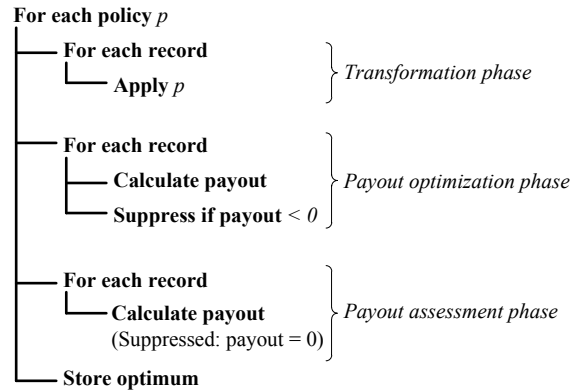 For each policy p
For each record
Apply p
Transformation phase
For each record
Calculate payout
Suppress if payout < 0
Payout optimization phase
For each record
Calculate payout
(Suppressed: payout = 0)
Payout assessment phase
Store optimum